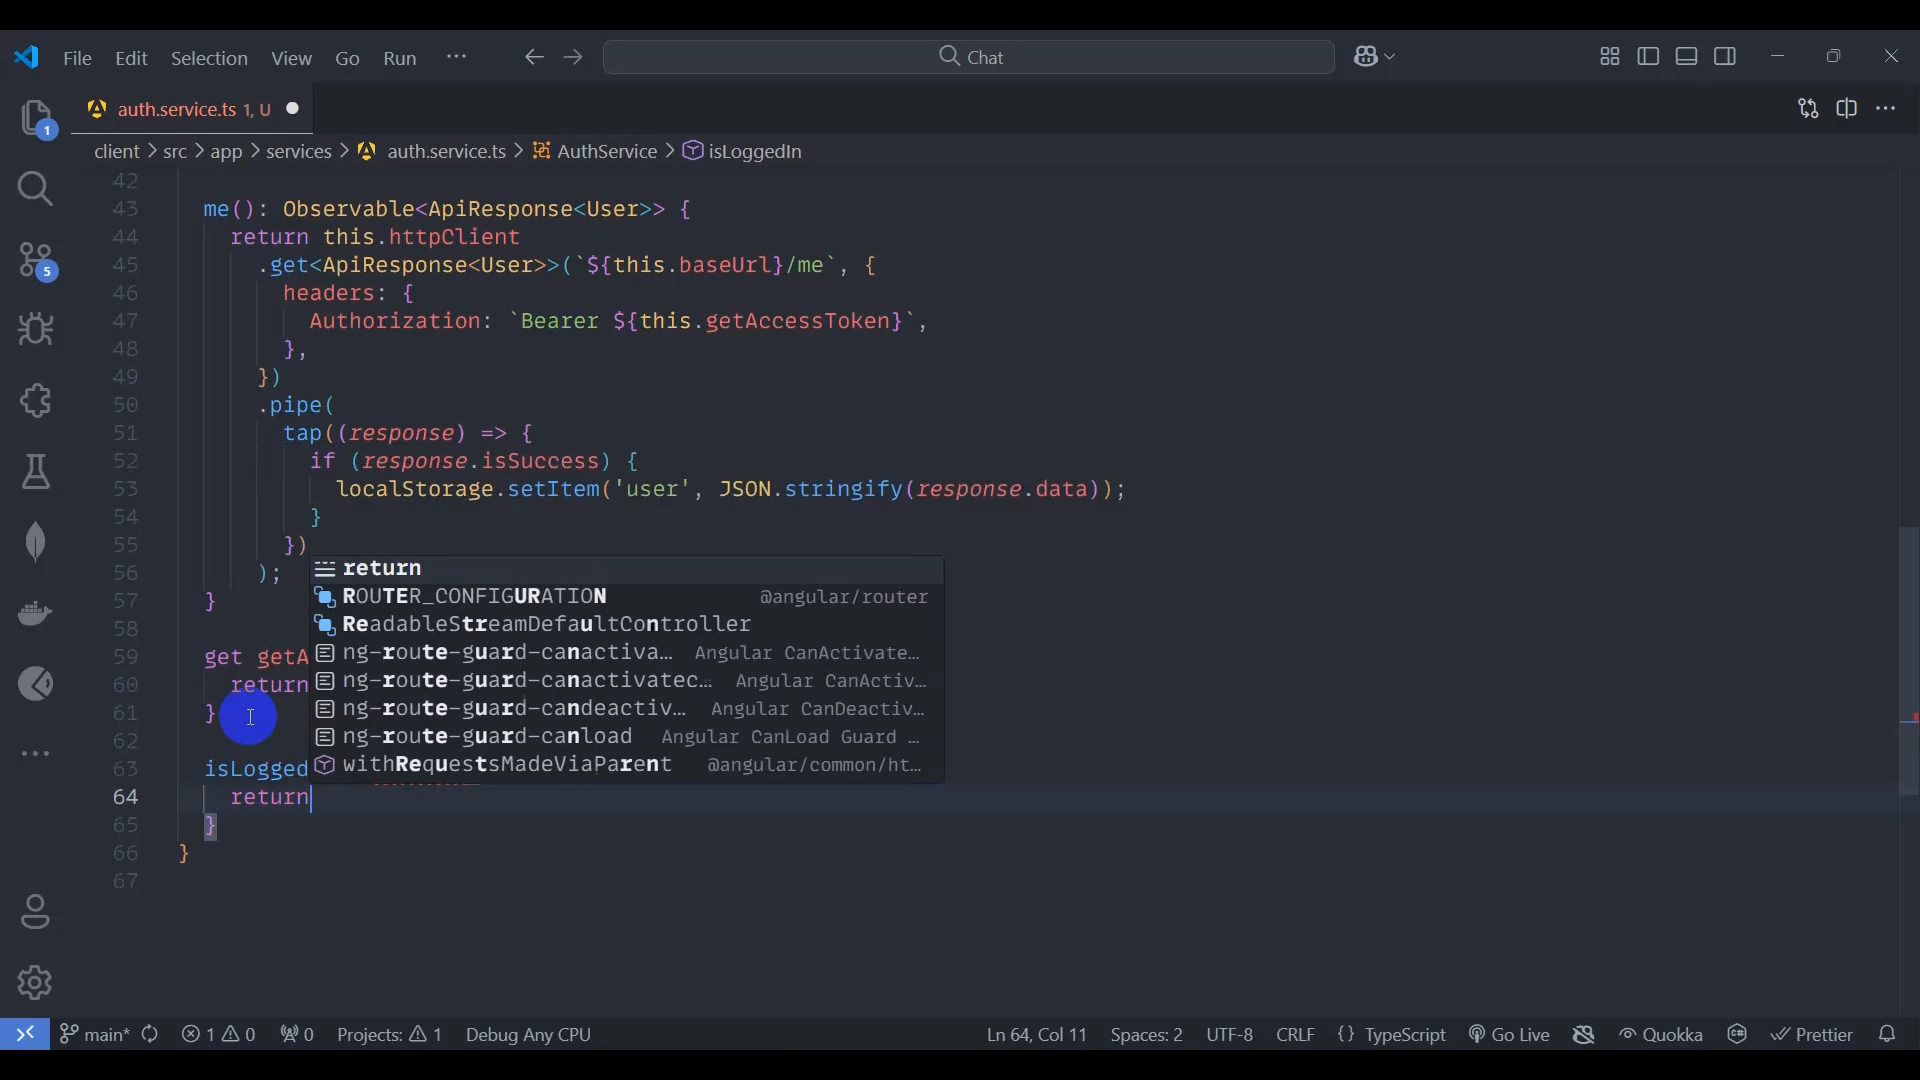 File Edit Selection View Go Run ··· Chat
auth.service.ts 1, U
client > src > app > services > auth.service.ts > AuthService > isLoggedIn
1
5
42
43 me(): Observable<ApiResponse<User>> {
44 return this.httpClient
45 .get<ApiResponse<User>>(`${this.baseUrl}/me`, {
46 headers: {
47 Authorization: `Bearer ${this.getAccessToken}`,
48 },
49 })
50 .pipe(
51 tap((response) => {
52 if (response.isSuccess) {
53 localStorage.setItem('user', JSON.stringify(response.data));
54 }
55 })
56 );
57 }
58
59 get getA
60 return
61 }
62
63 isLogged
64 return
65 }
66 }
67
return
ROUTER_CONFIGURATION @angular/router
ReadableStreamDefaultController
ng-route-guard-canactiva… Angular CanActivate…
ng-route-guard-canactivatec… Angular CanActiv…
ng-route-guard-candeactiv… Angular CanDeactiv…
ng-route-guard-canload Angular CanLoad Guard …
withRequestsMadeViaParent @angular/common/ht…
main* 1 0 0 Projects: 1 Debug Any CPU Ln 64, Col 11 Spaces: 2 UTF-8 CRLF {} TypeScript Go Live Quokka C# Prettier